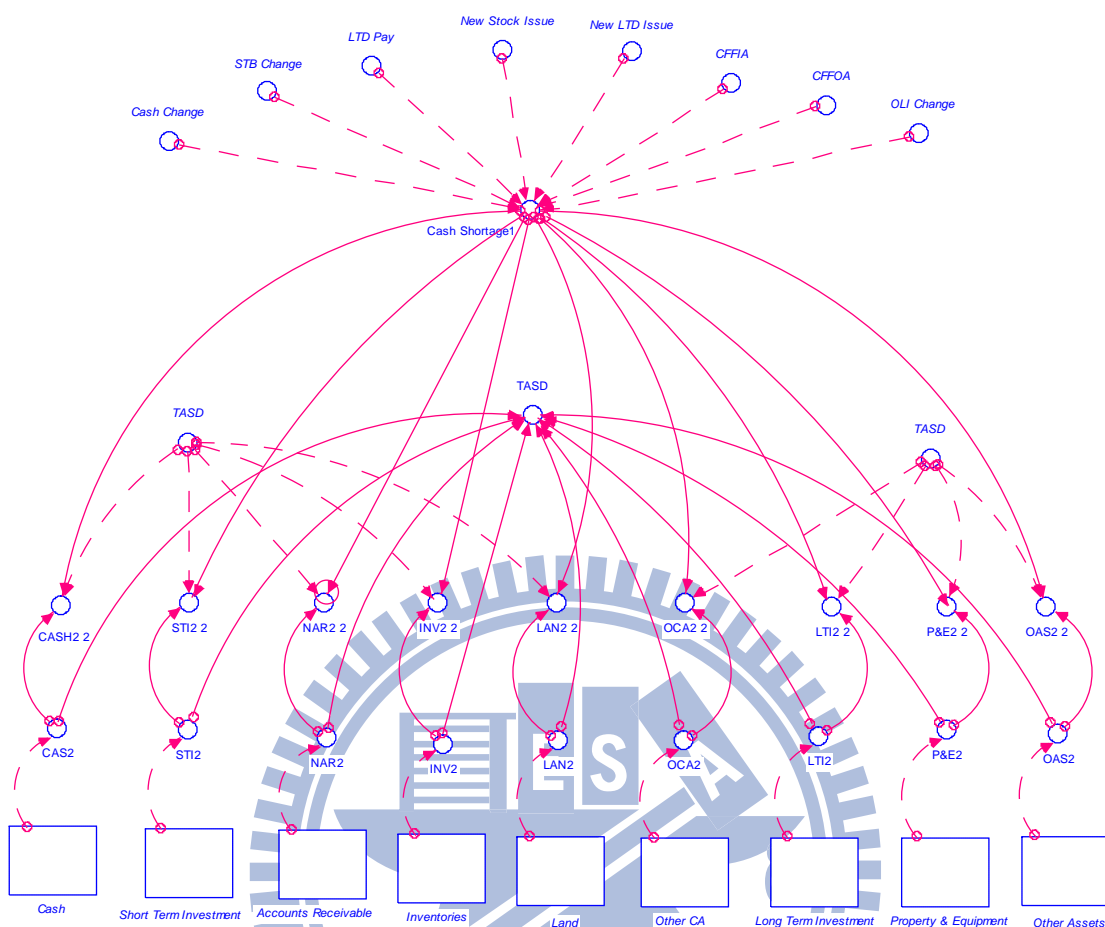 New Stock Issue
New LTD Issue
LTD Pay
STB Change
CFFIA
CFFOA
Cash Change
OLI Change
Cash Shortage1
TASD
TASD
TASD
CASH2 2
STI2 2
NAR2 2
INV2 2
LAN2 2
OCA2 2
LTI2 2
P&E2 2
OAS2 2
CAS2
STI2
NAR2
INV2
LAN2
OCA2
LTI2
P&E2
OAS2
E S A
Cash
Short Term Investment
Accounts Receivable
Inventories
Land
Other CA
Long Term Investment
Property & Equipment
Other Assets